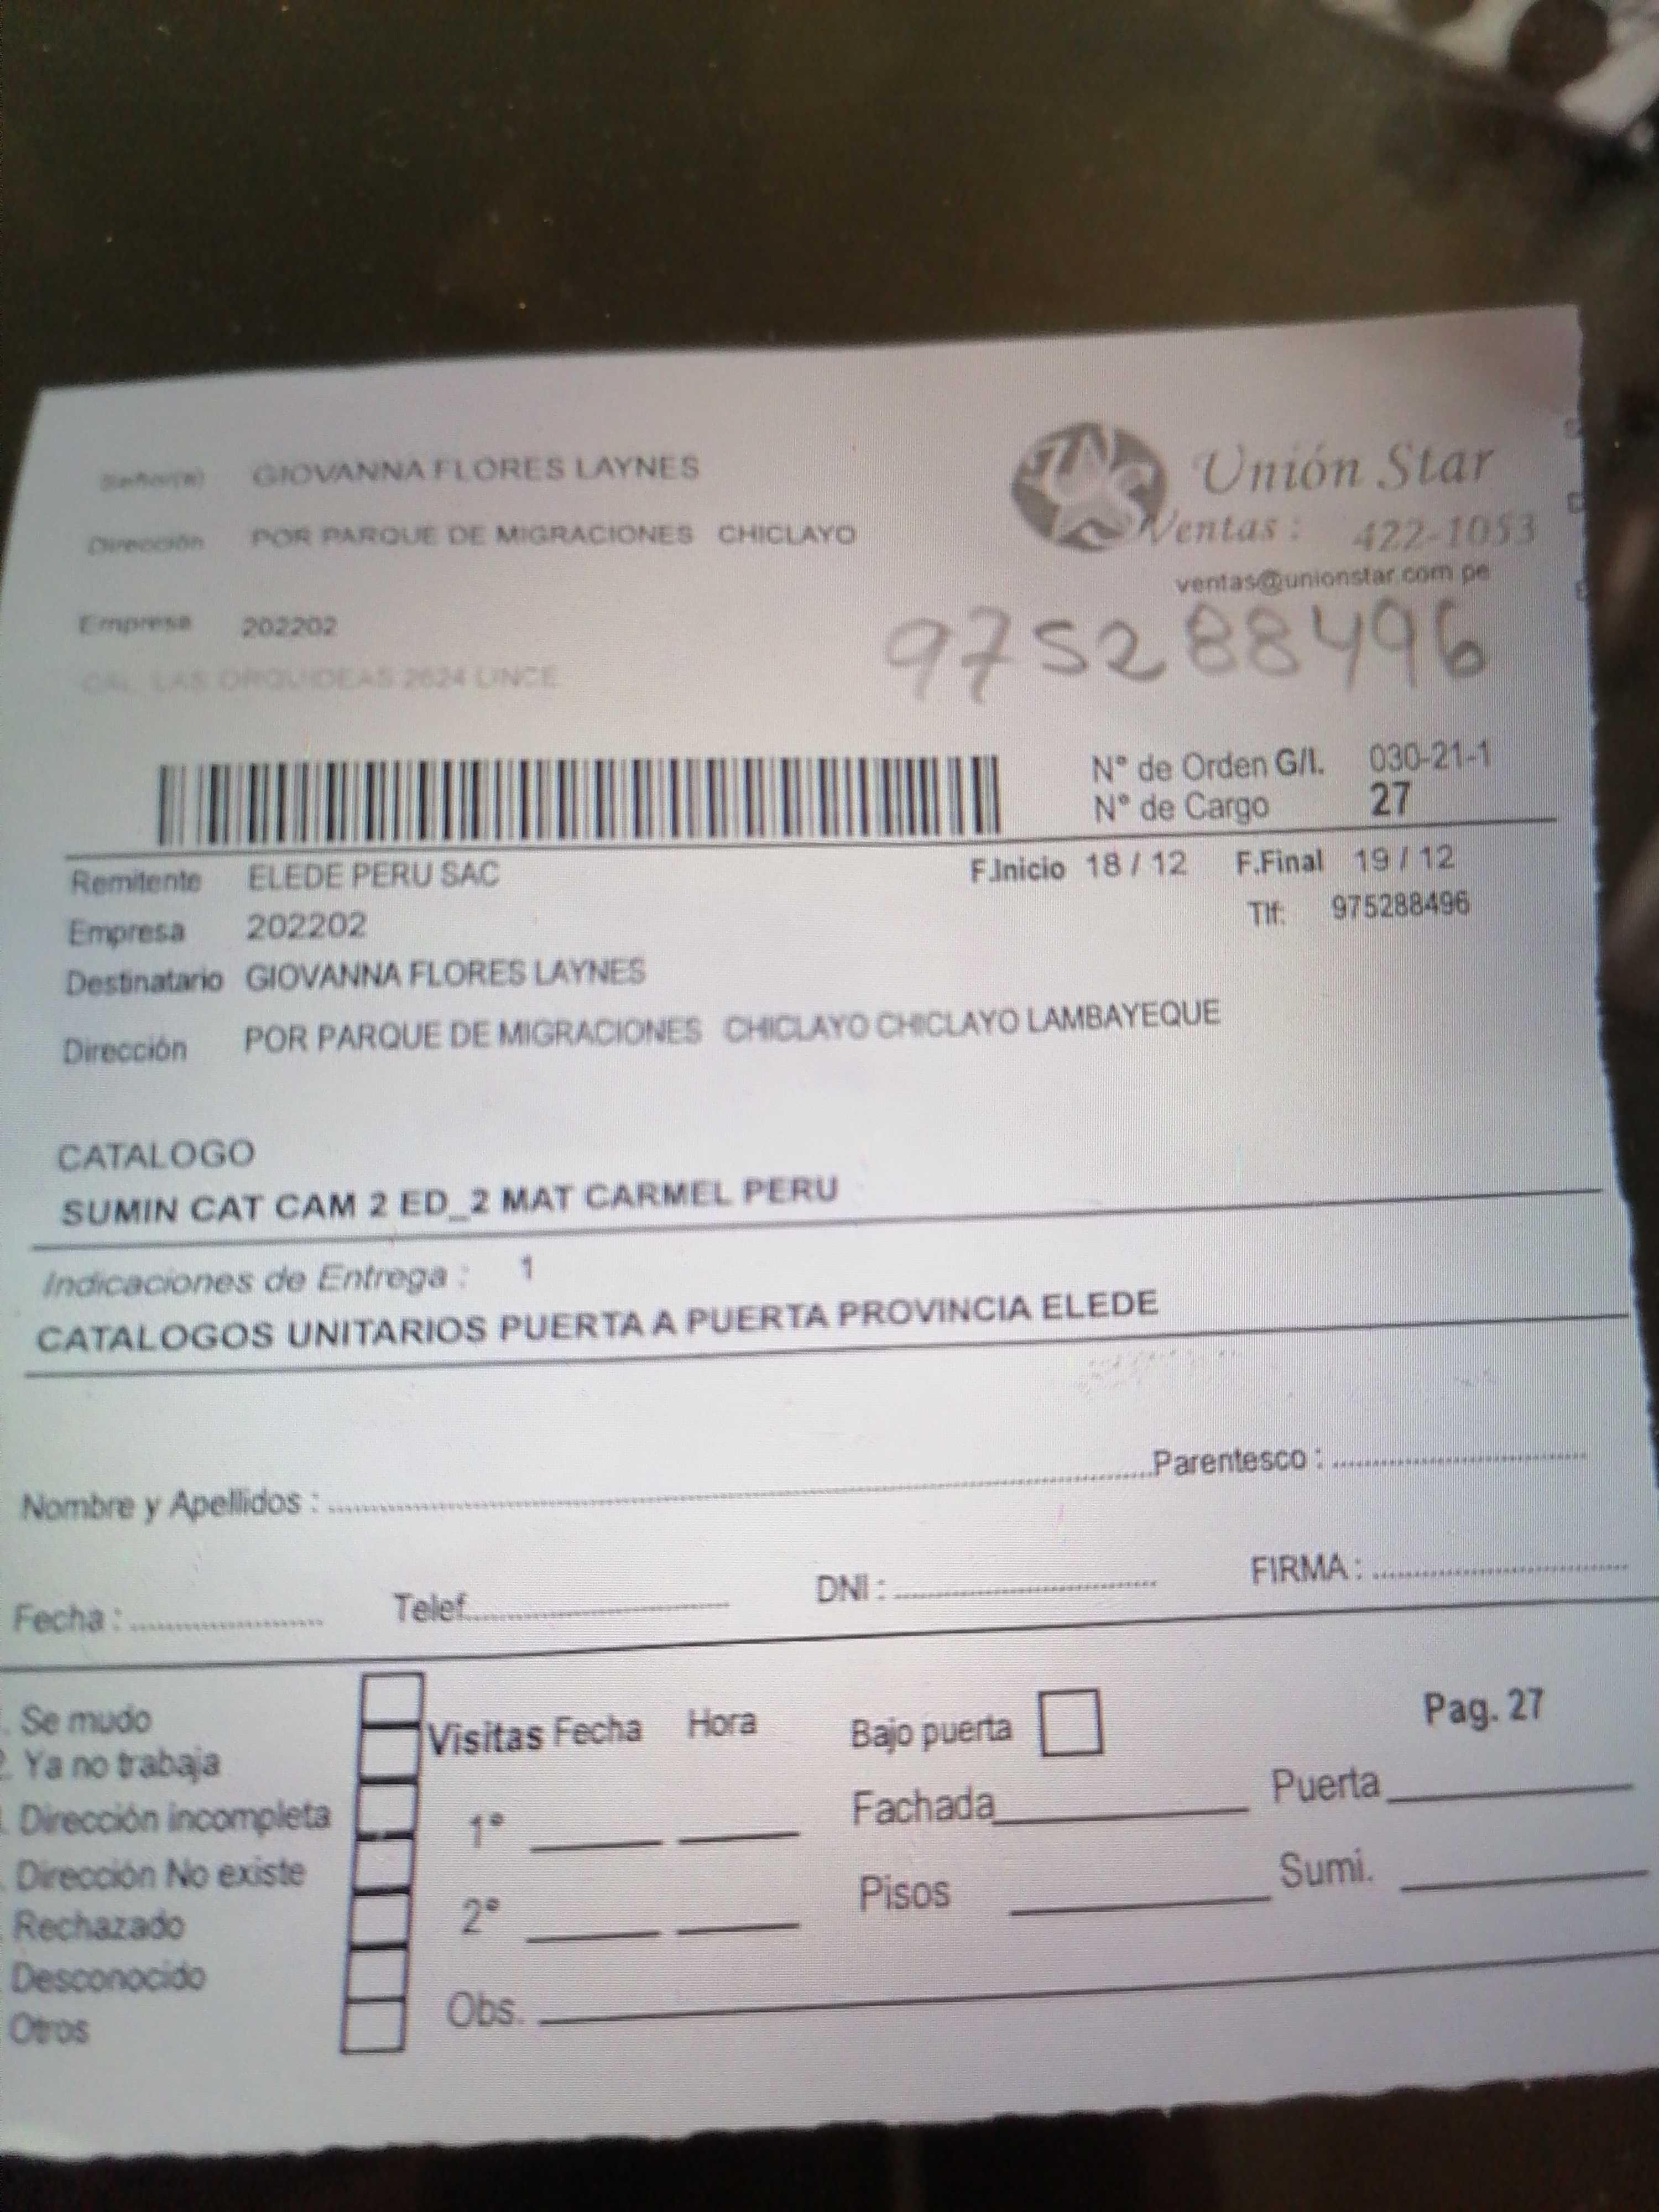 Señor(a) GIOVANNA FLORES LAYNES
Dirección POR PARQUE DE MIGRACIONES CHICLAYO
Unión Star
Ventas : 422-1053
ventas@unionstar.com.pe
Empresa 202202
975288496
CAL LAS ORQUIDEAS 2624 LINCE
N° de Orden G/I. 030-21-1
N° de Cargo 27
Remitente ELEDE PERU SAC F.Inicio 18 / 12 F.Final 19 / 12
Empresa 202202 Tlf: 975288496
Destinatario GIOVANNA FLORES LAYNES
Dirección POR PARQUE DE MIGRACIONES CHICLAYO CHICLAYO LAMBAYEQUE
CATALOGO
SUMIN CAT CAM 2 ED_2 MAT CARMEL PERU
Indicaciones de Entrega : 1
CATALOGOS UNITARIOS PUERTA A PUERTA PROVINCIA ELEDE
Nombre y Apellidos : Parentesco :
Fecha : Telef. DNI : FIRMA :
. Se mudo
. Ya no trabaja
. Dirección incompleta
. Dirección No existe
. Rechazado
Desconocido
Otros
Visitas Fecha Hora
1°
2°
Obs.
Bajo puerta Pag. 27
Fachada Puerta
Pisos Sumi.